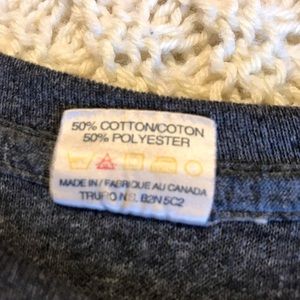 50% COTTON/COTON
50% POLYESTER
MADE IN / FABRIQUE AU CANADA
TRURO N.S. B2N 5C2